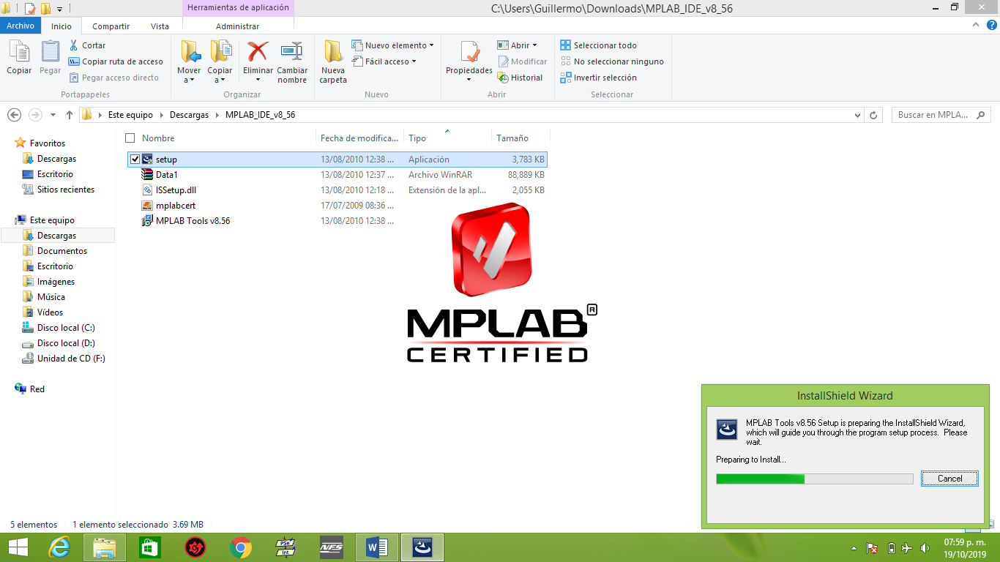 Herramientas de aplicación
C:\Users\Guillermo\Downloads\MPLAB_IDE_v8_56
Archivo Inicio Compartir Vista Administrar
Copiar
Pegar
Cortar
Copiar ruta de acceso
Pegar acceso directo
Portapapeles
Mover a
Copiar a
Eliminar
Cambiar nombre
Organizar
Nueva carpeta
Nuevo elemento
Fácil acceso
Nuevo
Propiedades
Abrir
Modificar
Historial
Abrir
Seleccionar todo
No seleccionar ninguno
Invertir selección
Seleccionar
Este equipo Descargas MPLAB_IDE_v8_56
Buscar en MPLA...
Favoritos
Descargas
Escritorio
Sitios recientes
Este equipo
Descargas
Documentos
Escritorio
Imágenes
Música
Vídeos
Disco local (C:)
Disco local (D:)
Unidad de CD (F:)
Red
Nombre Fecha de modifica... Tipo Tamaño
setup 13/08/2010 12:38 ... Aplicación 3,783 KB
Data1 13/08/2010 12:37 ... Archivo WinRAR 88,889 KB
ISSetup.dll 13/08/2010 12:18 ... Extensión de la apl... 2,055 KB
mplabcert 17/07/2009 08:36 ...
MPLAB Tools v8.56 13/08/2010 12:38 ...
MPLAB®
CERTIFIED
InstallShield Wizard
MPLAB Tools v8.56 Setup is preparing the InstallShield Wizard,
which will guide you through the program setup process. Please
wait.
Preparing to Install...
Cancel
5 elementos 1 elemento seleccionado 3.69 MB
PSe
Int
NFS
W
07:59 p. m.
19/10/2019